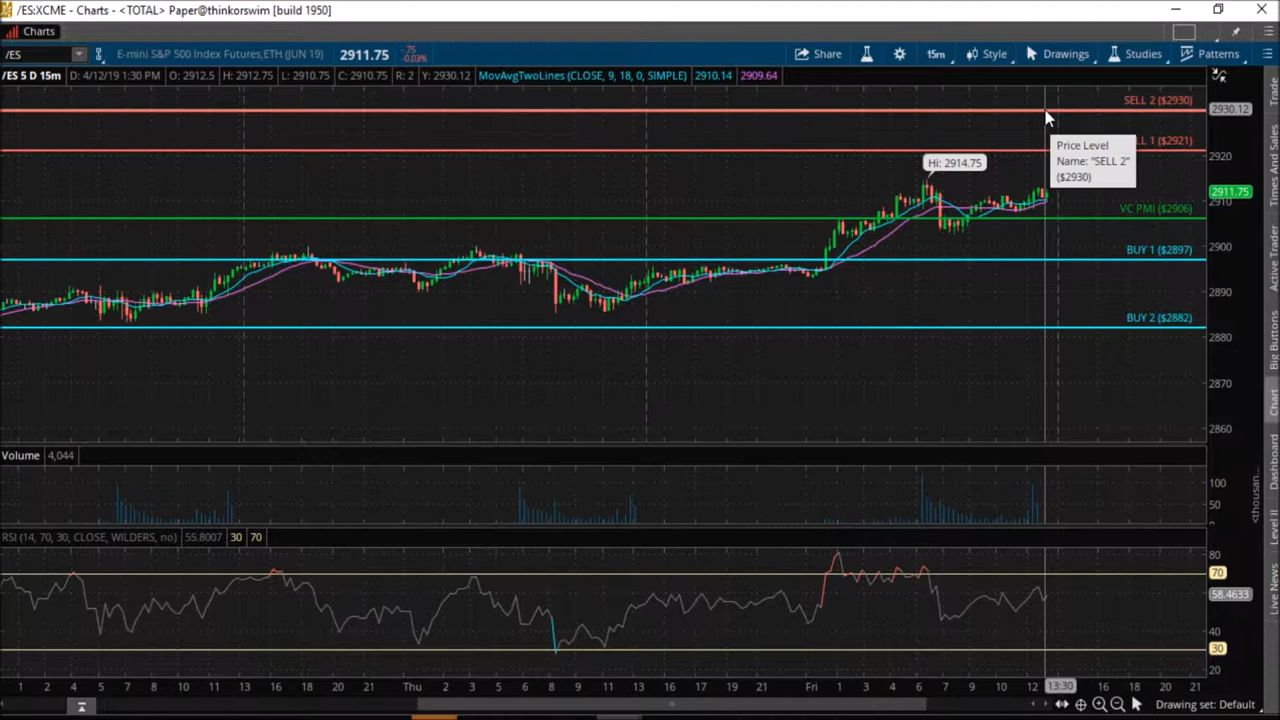 /ES:XCME - Charts - <TOTAL> Paper@thinkorswim [build 1950]
Charts
/ES E-mini S&P 500 Index Futures,ETH (JUN 19) 2911.75 -.75 -0.03% Share 15m Style Drawings Studies Patterns
/ES 5 D 15m D: 4/12/19 1:30 PM O: 2912.5 H: 2912.75 L: 2910.75 C: 2910.75 R: 2 Y: 2930.12 MovAvgTwoLines (CLOSE, 9, 18, 0, SIMPLE) 2910.14 2909.64
SELL 2 ($2930)
2930.12
LL 1 ($2921)
Price Level
Name: "SELL 2"
($2930)
Hi: 2914.75
2920
2911.75
2910
VC PMI ($2906)
2900
BUY 1 ($2897)
2890
BUY 2 ($2882)
2880
2870
2860
Volume 4,044
100
50
<thousan...
RSI (14, 70, 30, CLOSE, WILDERS, no) 55.8007 30 70
80
70
58.4633
40
30
20
1 2 4 7 8 10 13 16 18 20 21 Thu 2 3 4 5 6 8 9 11 13 17 19 21 Fri 1 3 4 6 7 9 10 12 13:30 16 18 20 21
Drawing set: Default
Trade
Times And Sales
Active Trader
Big Buttons
Chart
Dashboard
Level II
Live News